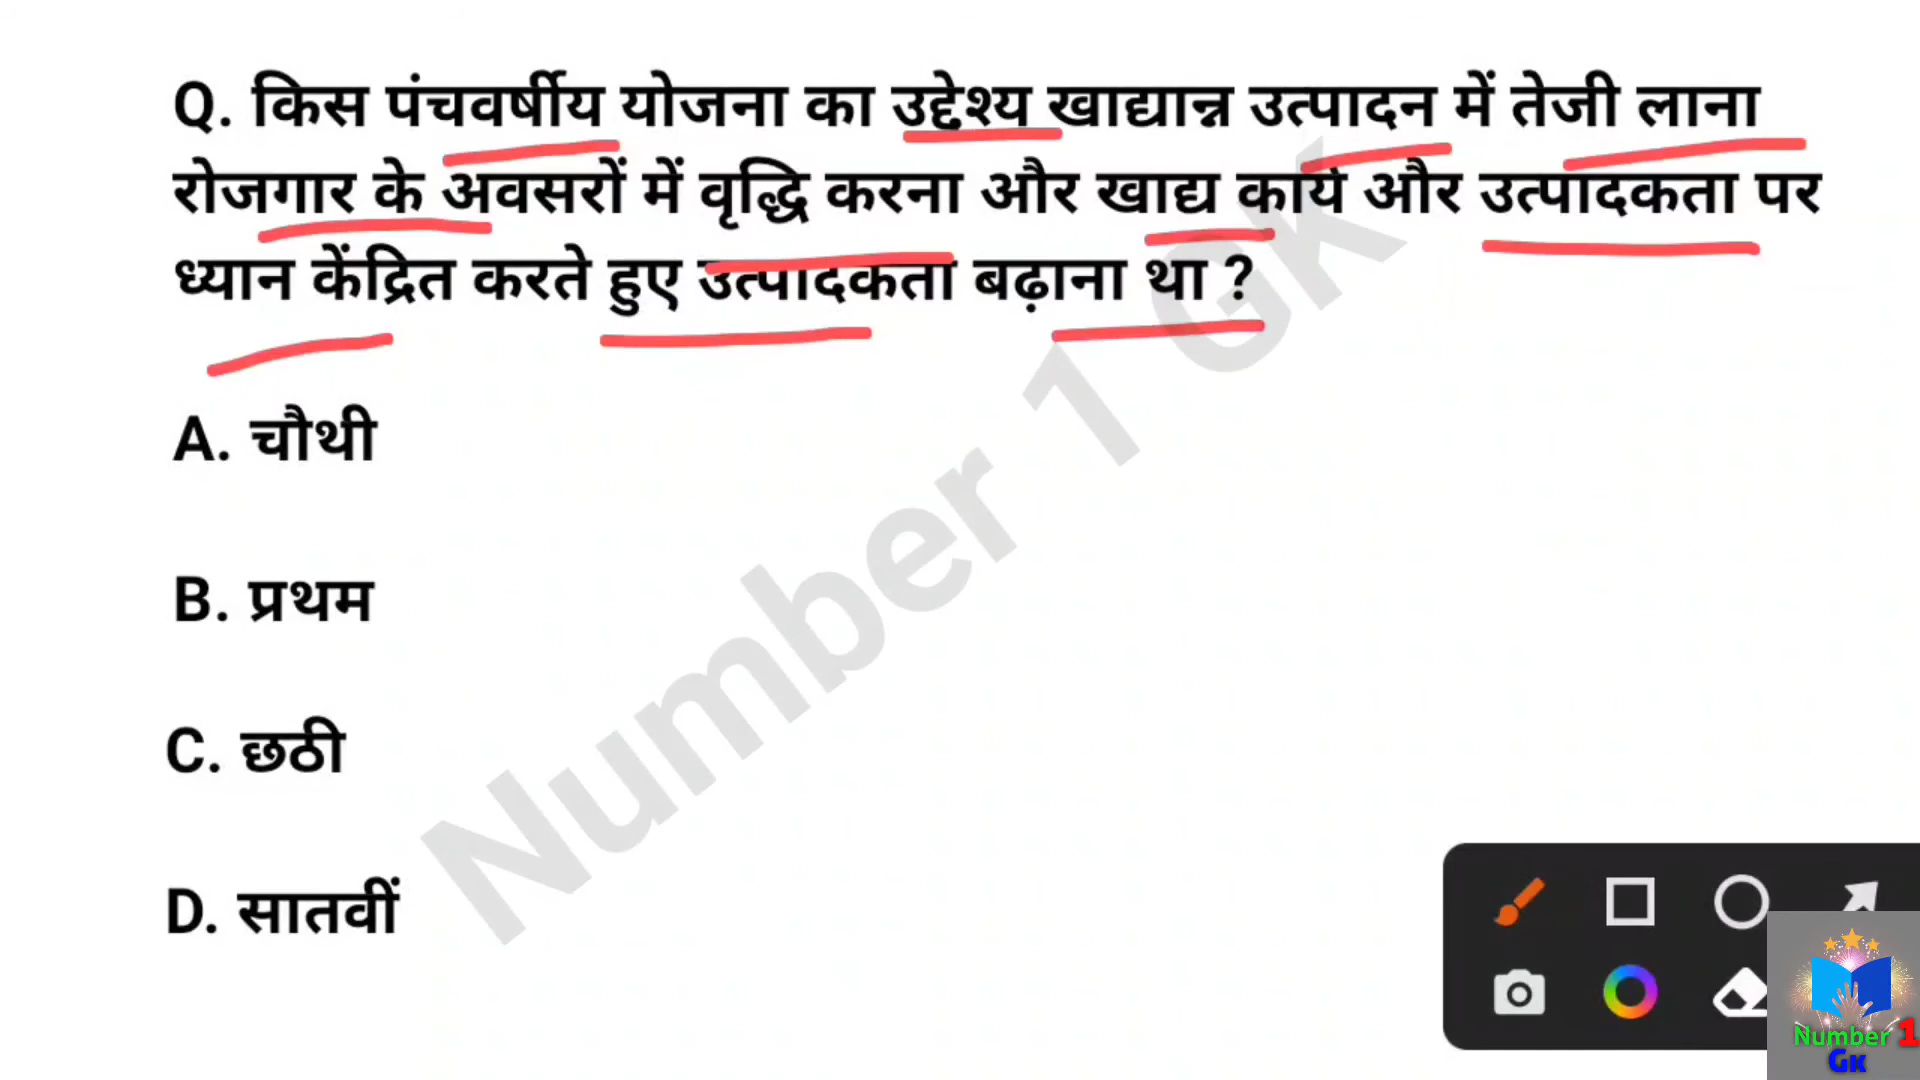 Q. किस पंचवर्षीय योजना का उद्देश्य खाद्यान्न उत्पादन में तेजी लाना
रोजगार के अवसरों में वृद्धि करना और खाद्य कार्य और उत्पादकता पर
ध्यान केंद्रित करते हुए उत्पादकता बढ़ाना था ?
A. चौथी
B. प्रथम
C. छठी
D. सातवीं
Number 1 GK
Number 1
GK